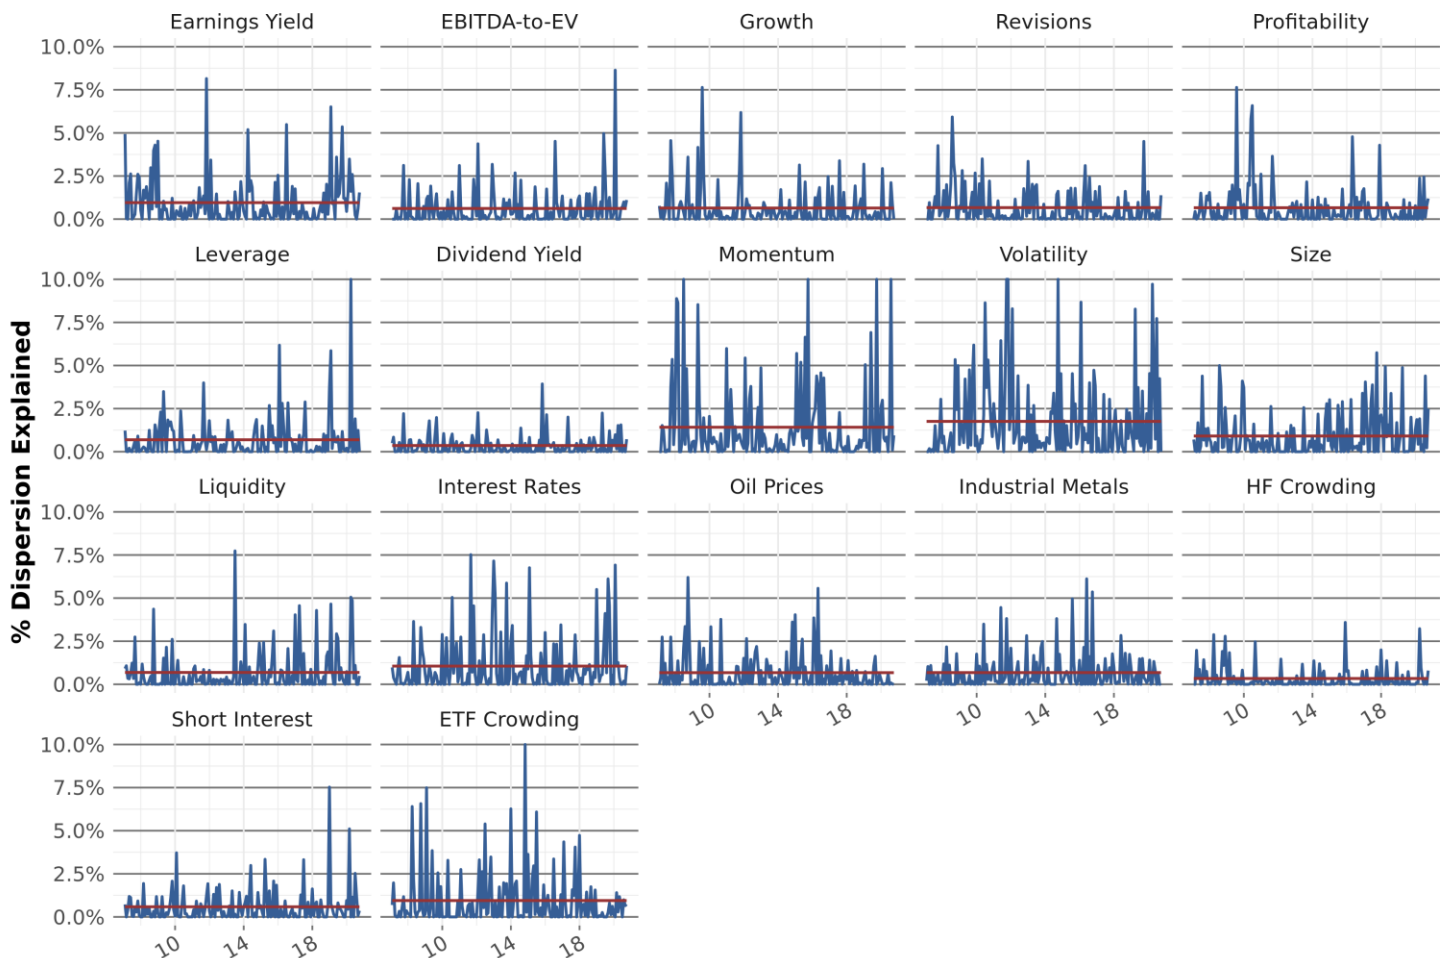 Earnings Yield
EBITDA-to-EV
Growth
Revisions
Profitability
10.0%
7.5%
5.0%
2.5%
0.0%
Leverage
Dividend Yield
Momentum
Volatility
Size
10.0%
7.5%
5.0%
2.5%
0.0%
% Dispersion Explained
Liquidity
Interest Rates
Oil Prices
Industrial Metals
HF Crowding
10.0%
7.5%
5.0%
2.5%
0.0%
10 14 18
10 14 18
10 14 18
Short Interest
ETF Crowding
10.0%
7.5%
5.0%
2.5%
0.0%
10 14 18
10 14 18